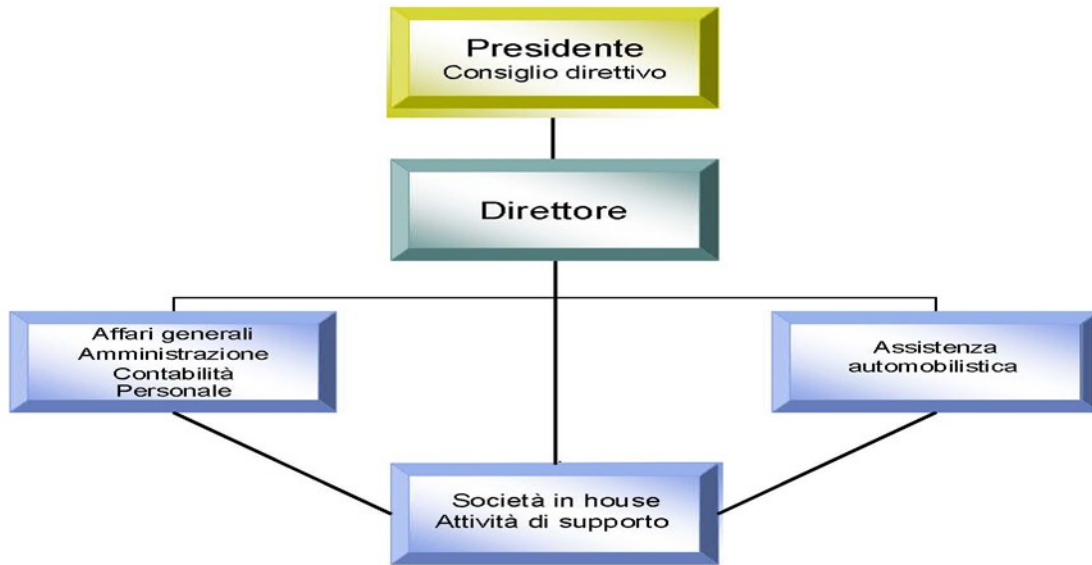 Presidente
Consiglio direttivo
Direttore
Affari generali
Amministrazione
Contabilità
Personale
Assistenza
automobilistica
Società in house
Attività di supporto